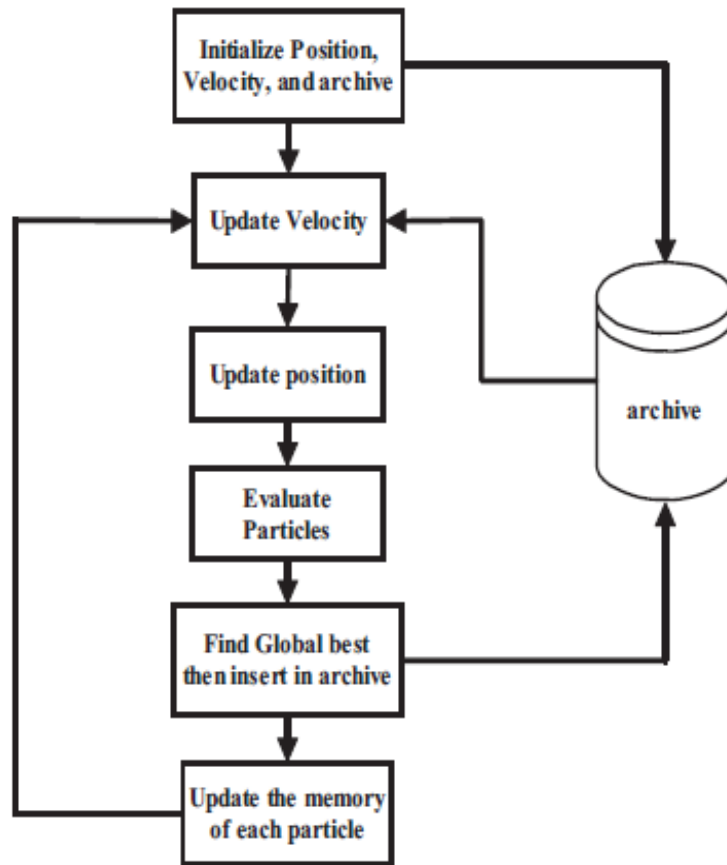 Initialize Position,
Velocity, and archive
Update Velocity
Update position
archive
Evaluate
Particles
Find Global best
then insert in archive
Update the memory
of each particle